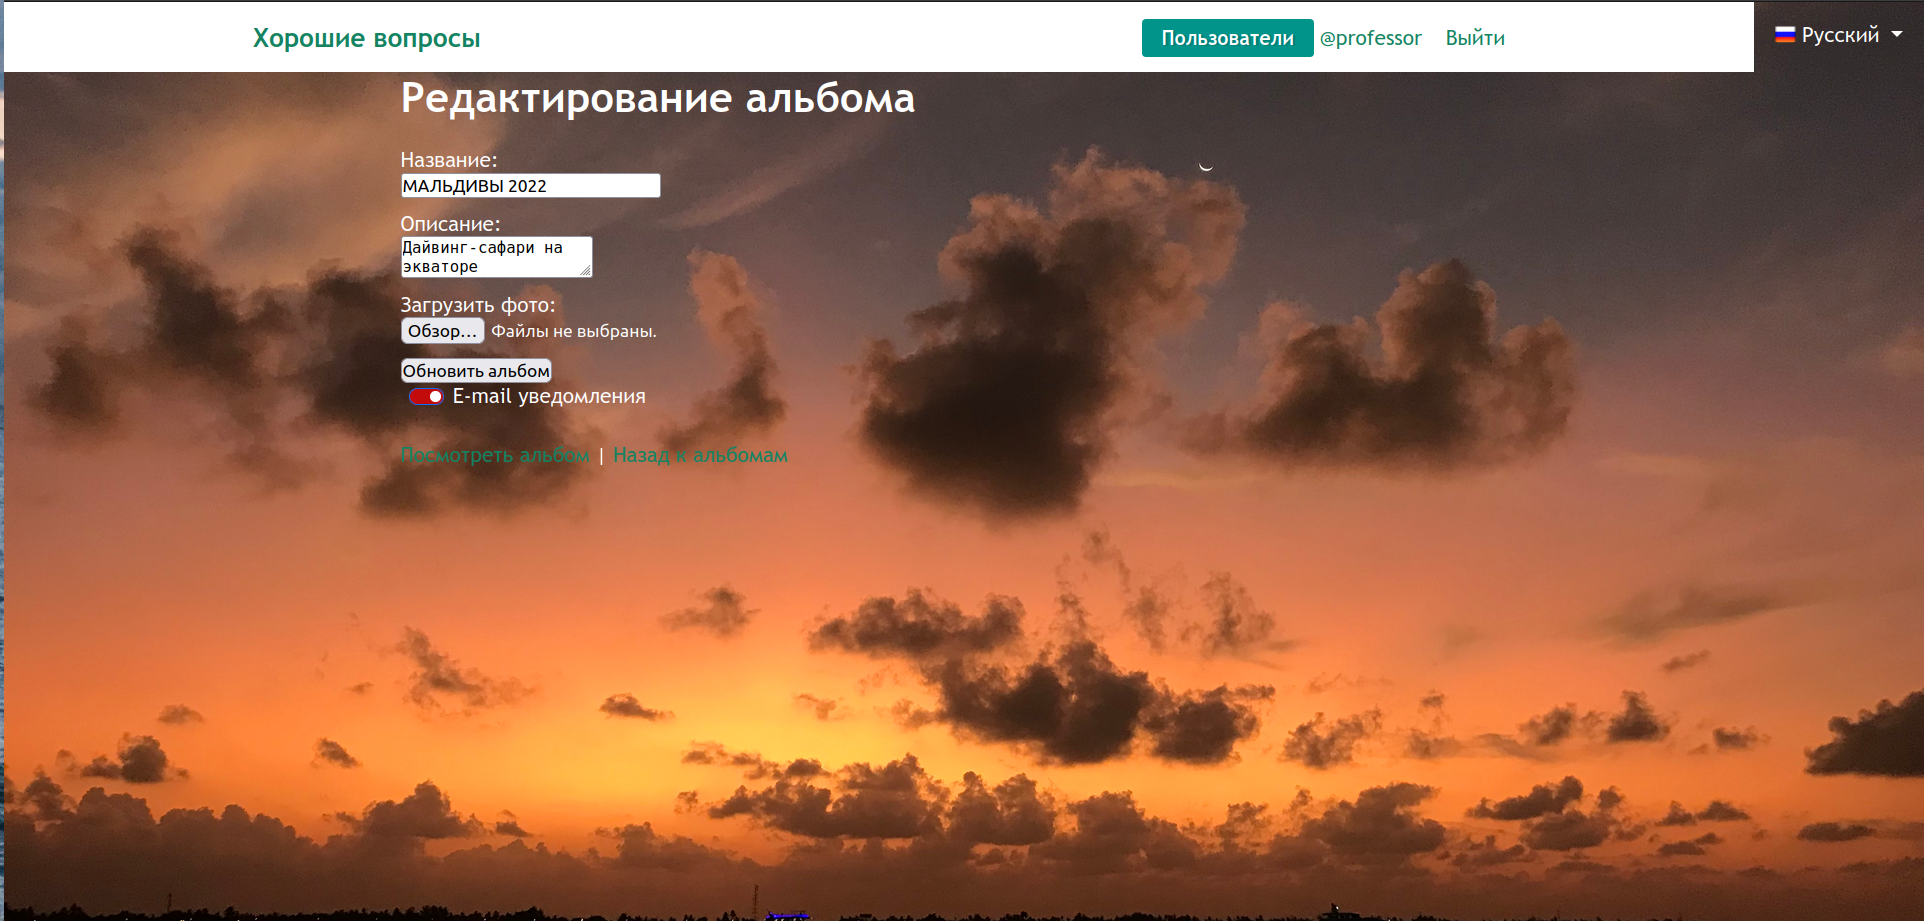 Хорошие вопросы
Пользователи @professor Выйти
Русский
Редактирование альбома
Название:
МАЛЬДИВЫ 2022
Описание:
Дайвинг-сафари на
экваторе
Загрузить фото:
Обзор... Файлы не выбраны.
Обновить альбом
E-mail уведомления
Посмотреть альбом | Назад к альбомам